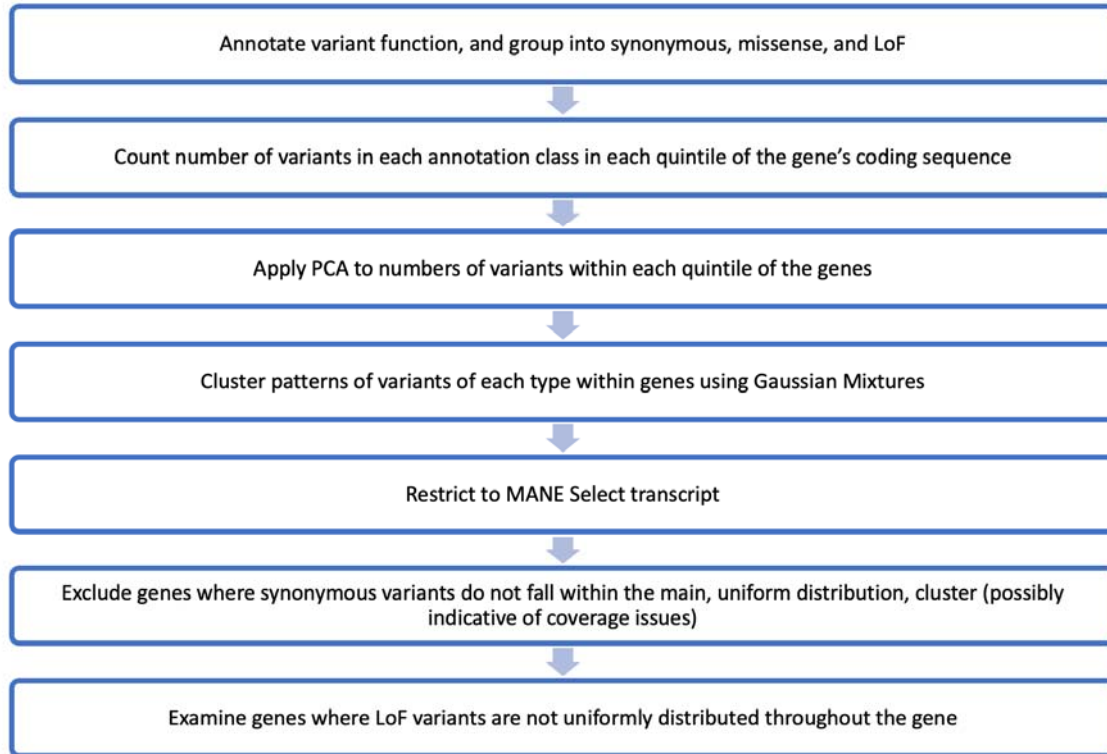 Annotate variant function, and group into synonymous, missense, and LoF
Count number of variants in each annotation class in each quintile of the gene’s coding sequence
Apply PCA to numbers of variants within each quintile of the genes
Cluster patterns of variants of each type within genes using Gaussian Mixtures
Restrict to MANE Select transcript
Exclude genes where synonymous variants do not fall within the main, uniform distribution, cluster (possibly
indicative of coverage issues)
Examine genes where LoF variants are not uniformly distributed throughout the gene